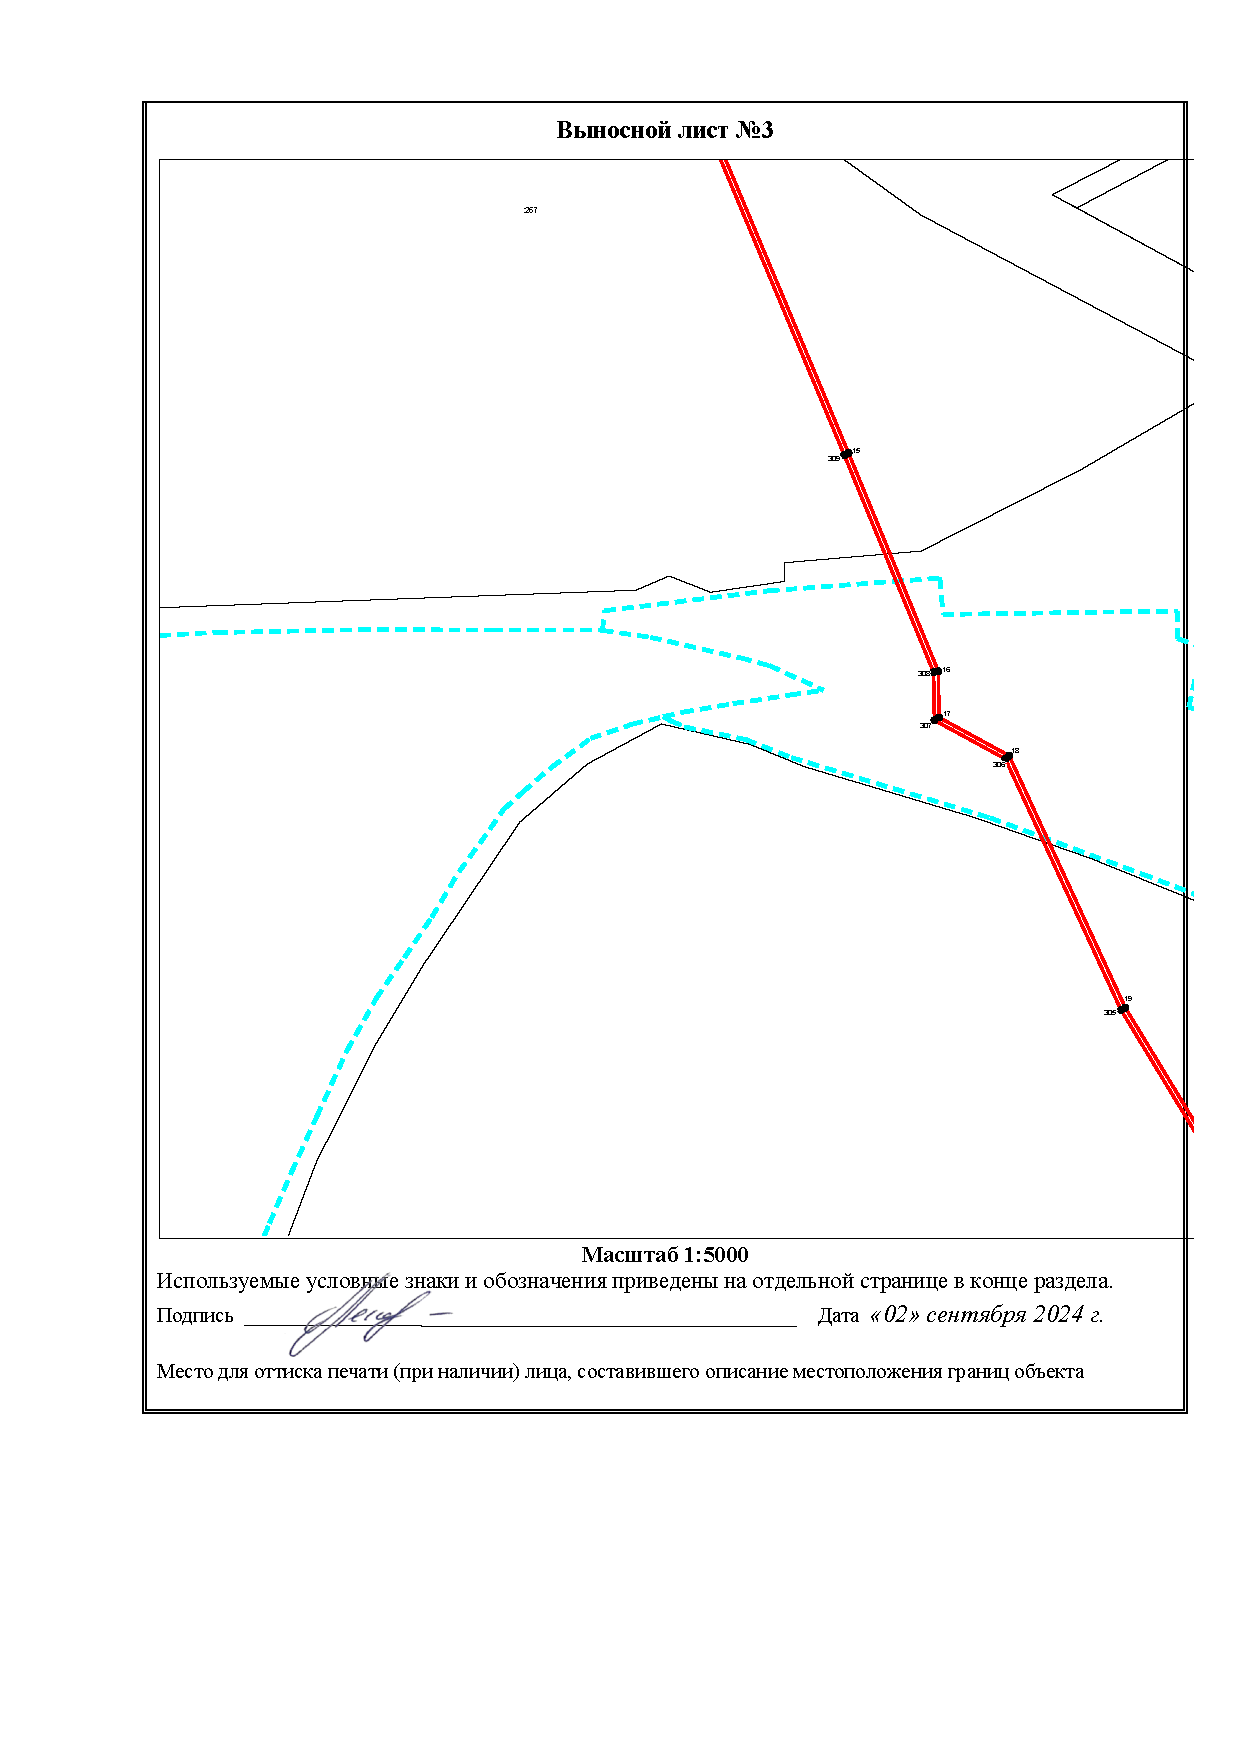 Выносной лист №3
:267
309 15
308 16
307 17
306 18
305 19
Масштаб 1:5000
Используемые условные знаки и обозначения приведены на отдельной странице в конце раздела.
Подпись Дата «02» сентября 2024 г.
Место для оттиска печати (при наличии) лица, составившего описание местоположения границ объекта